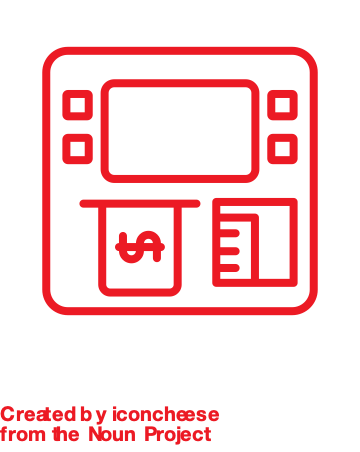 $
Created by iconcheese
from the Noun Project